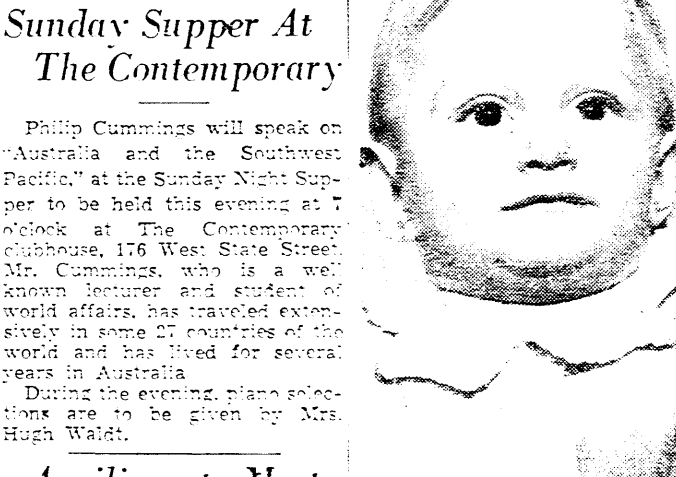 Sunday Supper At
The Contemporary
Philip Cummings will speak on
"Australia and the Southwest
Pacific," at the Sunday Night Sup-
per to be held this evening at 7
o'clock at The Contemporary
clubhouse, 176 West State Street.
Mr. Cummings, who is a well
known lecturer and student of
world affairs, has traveled exten-
sively in some 27 countries of the
world and has lived for several
years in Australia
During the evening, piano selec-
tions are to be given by Mrs.
Hugh Waldt.